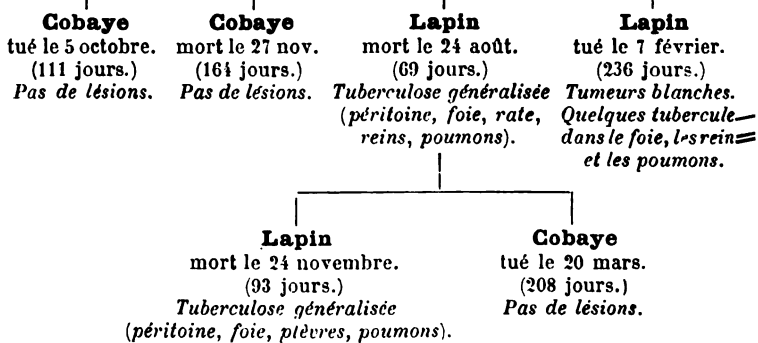 Cobaye Cobaye Lapin Lapin
tué le 5 octobre. mort le 27 nov. mort le 24 août. tué le 7 février.
(111 jours.) (164 jours.) (69 jours.) (236 jours.)
Pas de lésions. Pas de lésions. Tuberculose généralisée Tumeurs blanches.
(péritoine, foie, rate, Quelques tubercule
reins, poumons). dans le foie, les rein
et les poumons.
Lapin Cobaye
mort le 24 novembre. tué le 20 mars.
(93 jours.) (208 jours.)
Tuberculose généralisée Pas de lésions.
(péritoine, foie, plèvres, poumons).